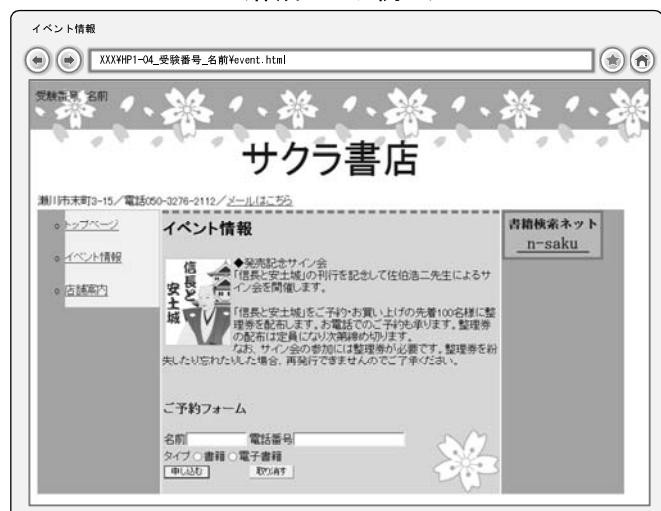 イベント情報
XXX¥HP1-04_受験番号_名前¥event.html
受験番号 名前
サクラ書店
瀬川市末町3-15／電話050-3276-2112／メールはこちら
トップページ
イベント情報
店舗案内
イベント情報
信長と安土城
◆発売記念サイン会
「信長と安土城」の刊行を記念して佐伯浩二先生によるサ
イン会を開催します。
「信長と安土城」をご予約・お買い上げの先着100名様に整
理券を配布します。お電話でのご予約も承ります。整理券
の配布は定員になり次第締め切ります。
なお、サイン会の参加には整理券が必要です。整理券を紛
失したり忘れたりした場合、再発行できませんのでご了承ください。
ご予約フォーム
名前 電話番号
タイプ 書籍 電子書籍
申し込む 取り消す
書籍検索ネット
n-saku